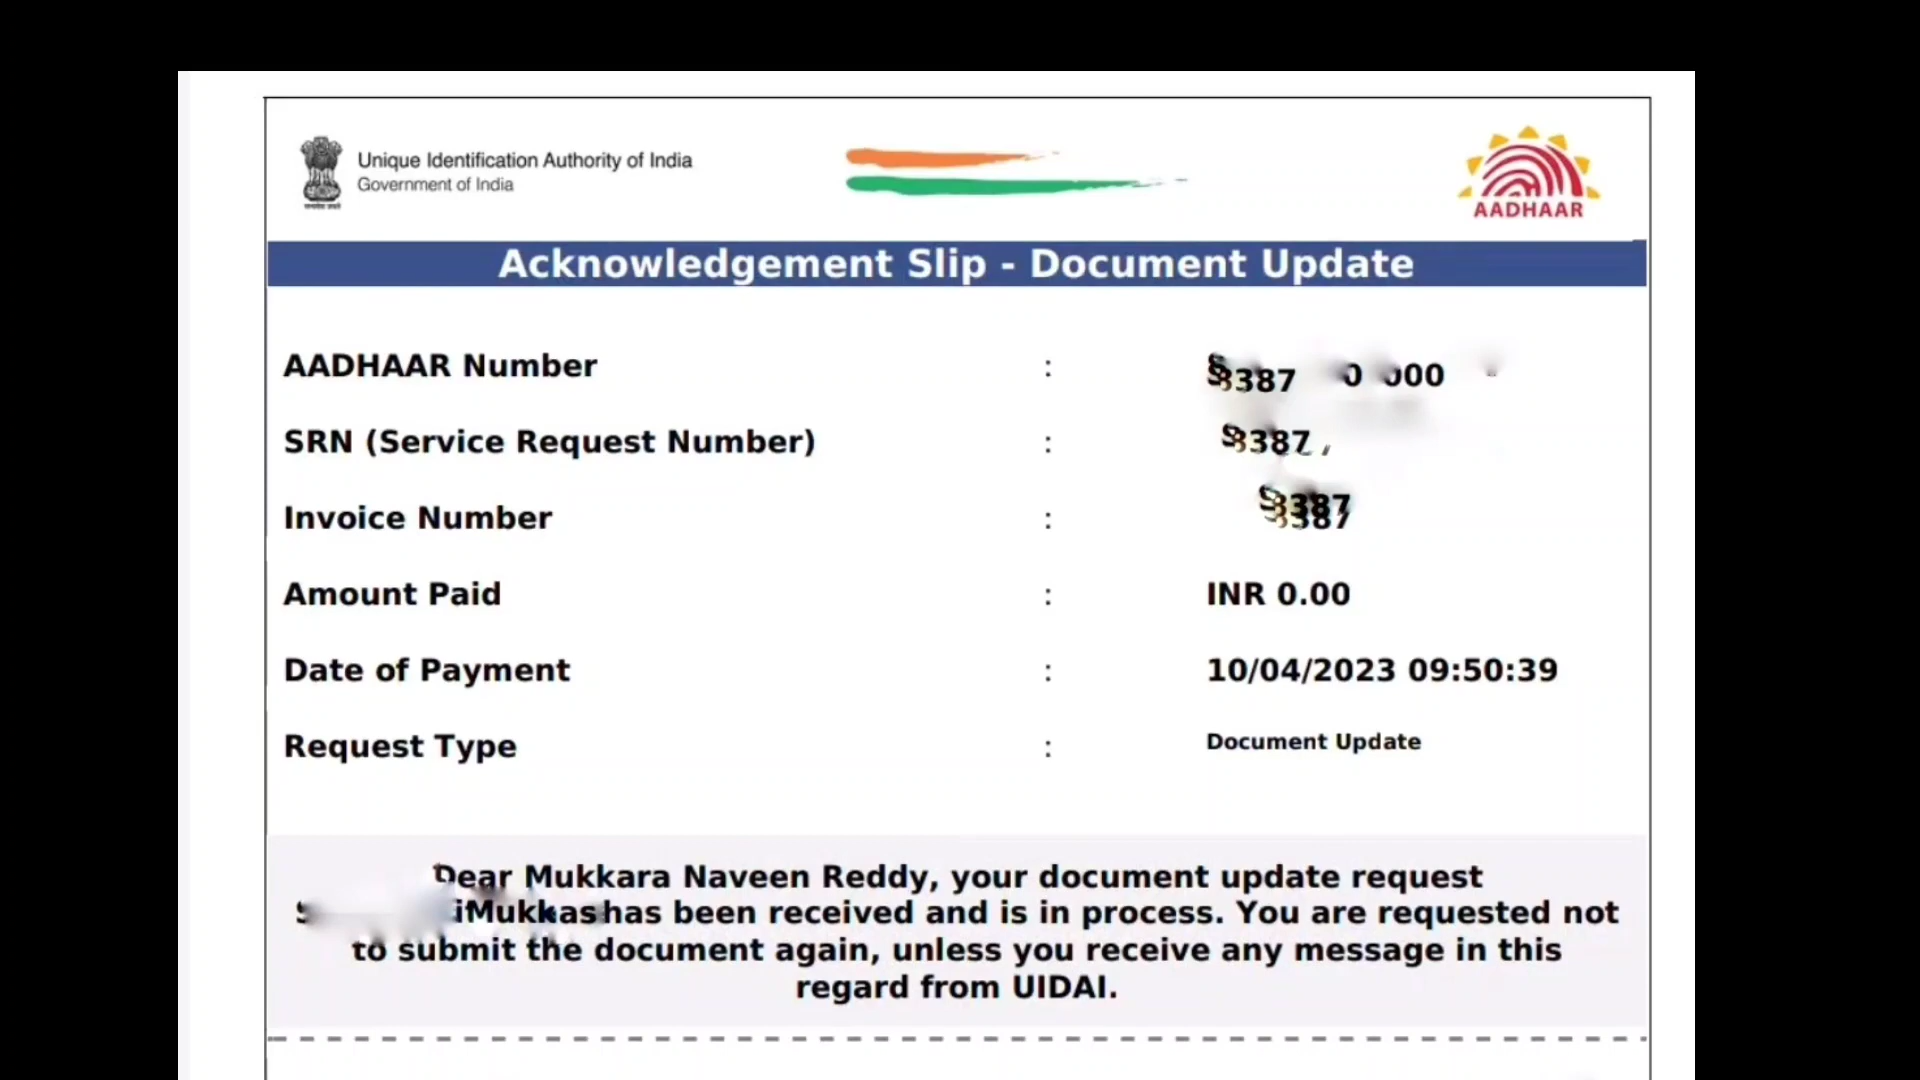 Unique Identification Authority of India
Government of India
AADHAAR
Acknowledgement Slip - Document Update
AADHAAR Number :
SRN (Service Request Number) :
Invoice Number :
Amount Paid : INR 0.00
Date of Payment : 10/04/2023 09:50:39
Request Type : Document Update
Dear Mukkara Naveen Reddy, your document update request
has been received and is in process. You are requested not
to submit the document again, unless you receive any message in this
regard from UIDAI.